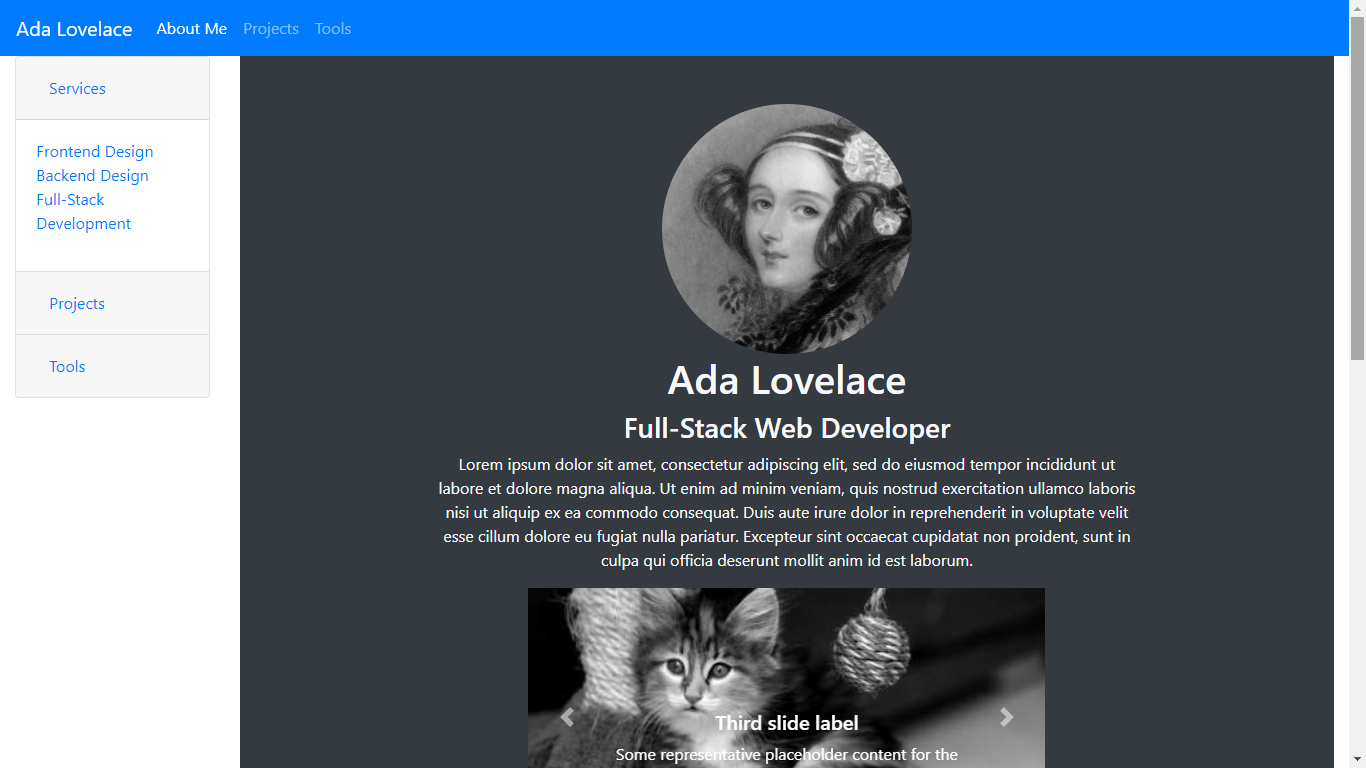 Ada Lovelace About Me Projects Tools
Services
Frontend Design
Backend Design
Full-Stack
Development
Projects
Tools
Ada Lovelace
Full-Stack Web Developer
Lorem ipsum dolor sit amet, consectetur adipiscing elit, sed do eiusmod tempor incididunt ut
labore et dolore magna aliqua. Ut enim ad minim veniam, quis nostrud exercitation ullamco laboris
nisi ut aliquip ex ea commodo consequat. Duis aute irure dolor in reprehenderit in voluptate velit
esse cillum dolore eu fugiat nulla pariatur. Excepteur sint occaecat cupidatat non proident, sunt in
culpa qui officia deserunt mollit anim id est laborum.
Third slide label
Some representative placeholder content for the